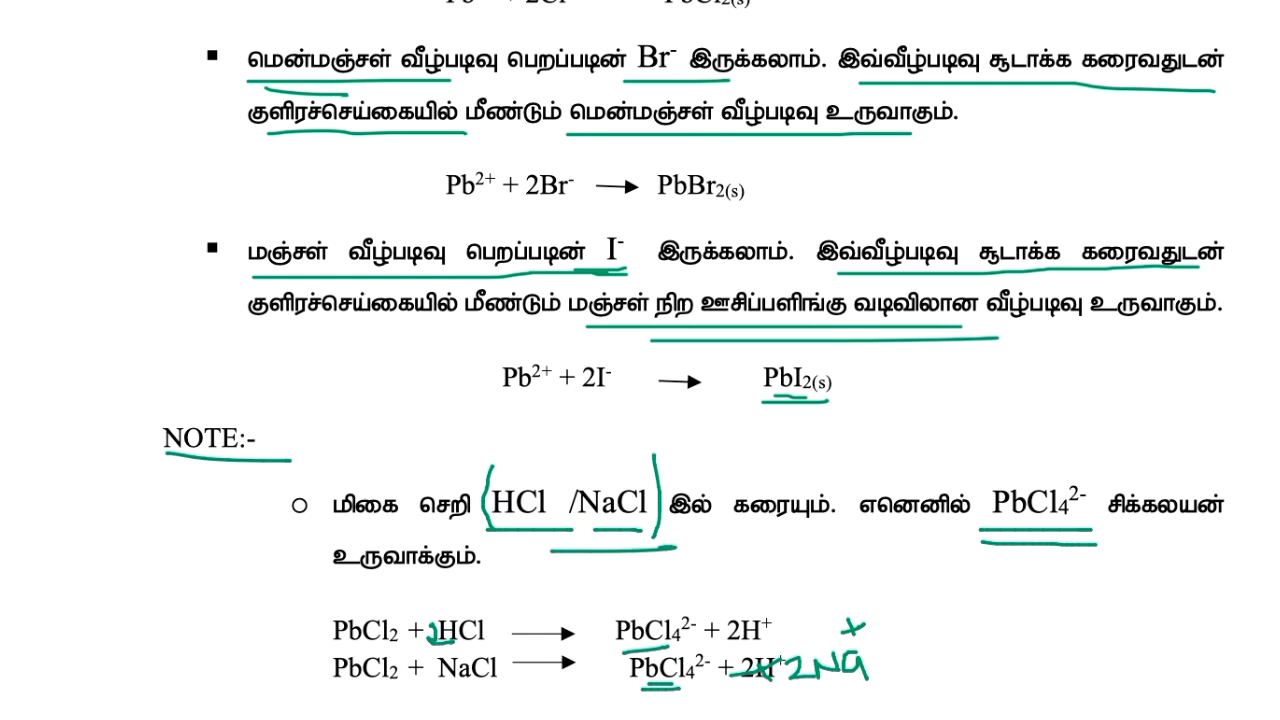 PbCl₂(s)
▪ மென்மஞ்சள் வீழ்படிவு பெறப்படின் Br⁻ இருக்கலாம். இவ்வீழ்படிவு சூடாக்க கரைவதுடன்
குளிரச்செய்கையில் மீண்டும் மென்மஞ்சள் வீழ்படிவு உருவாகும்.
Pb²⁺ + 2Br⁻ → PbBr₂(s)
▪ மஞ்சள் வீழ்படிவு பெறப்படின் I⁻ இருக்கலாம். இவ்வீழ்படிவு சூடாக்க கரைவதுடன்
குளிரச்செய்கையில் மீண்டும் மஞ்சள் நிற ஊசிப்பளிங்கு வடிவிலான வீழ்படிவு உருவாகும்.
Pb²⁺ + 2I⁻ → PbI₂(s)
NOTE:-
○ மிகை செறி (HCl /NaCl) இல் கரையும். எனெனில் PbCl₄²⁻ சிக்கலயன்
உருவாக்கும்.
PbCl₂ + 2HCl → PbCl₄²⁻ + 2H⁺
PbCl₂ + NaCl → PbCl₄²⁻ + 2H⁺ 2Na⁺